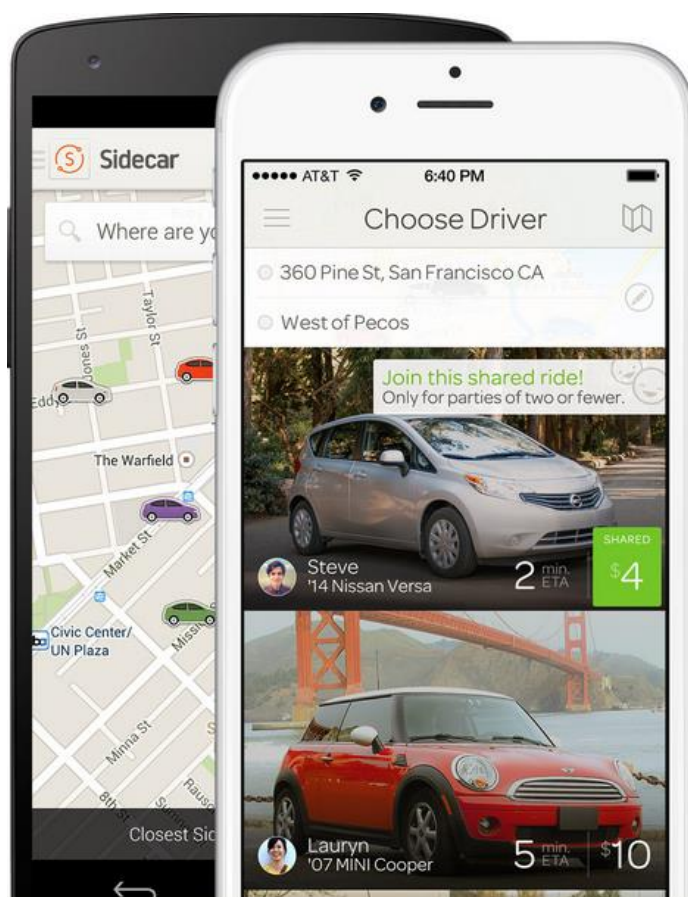 Sidecar
Where are yo
Taylor St
Jones St
Eddy
The Warfield
Market St
Missi
Civic Center/
UN Plaza
Minna St
8th St
Closest Sid
AT&T 6:40 PM
Choose Driver
360 Pine St, San Francisco CA
West of Pecos
Join this shared ride!
Only for parties of two or fewer.
Steve
'14 Nissan Versa
2 min. ETA
SHARED
$4
Lauryn
'07 MINI Cooper
5 min. ETA
$10